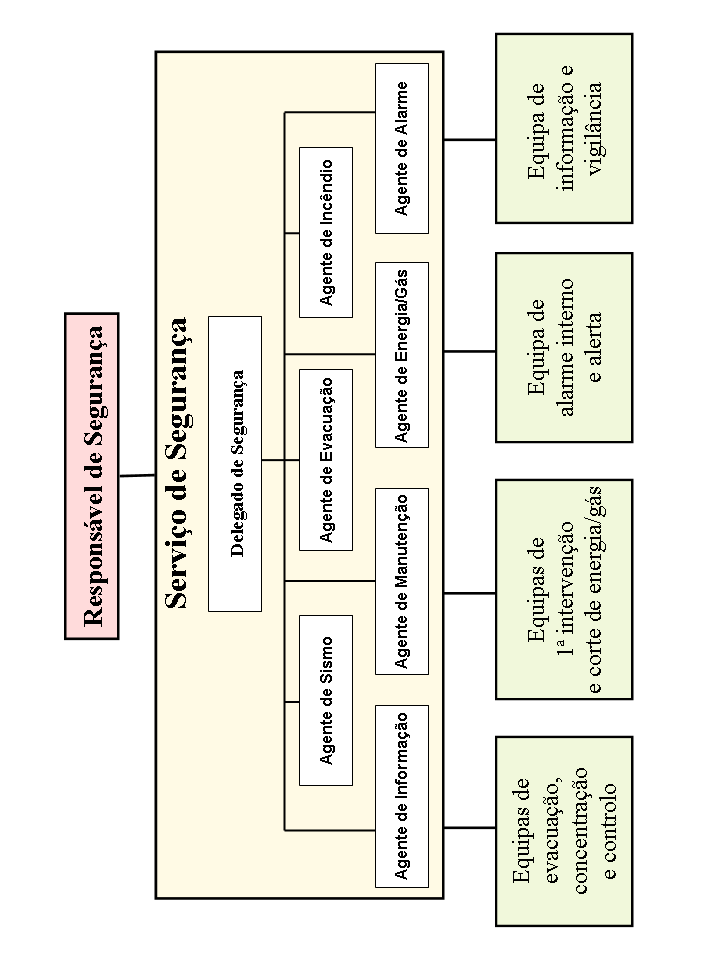 Responsável de Segurança
Serviço de Segurança
Delegado de Segurança
Agente de Sismo
Agente de Evacuação
Agente de Incêndio
Agente de Informação
Agente de Manutenção
Agente de Energia/Gás
Agente de Alarme
Equipas de
evacuação,
concentração
e controlo
Equipas de
1ª intervenção
e corte de energia/gás
Equipa de
alarme interno
e alerta
Equipa de
informação e
vigilância